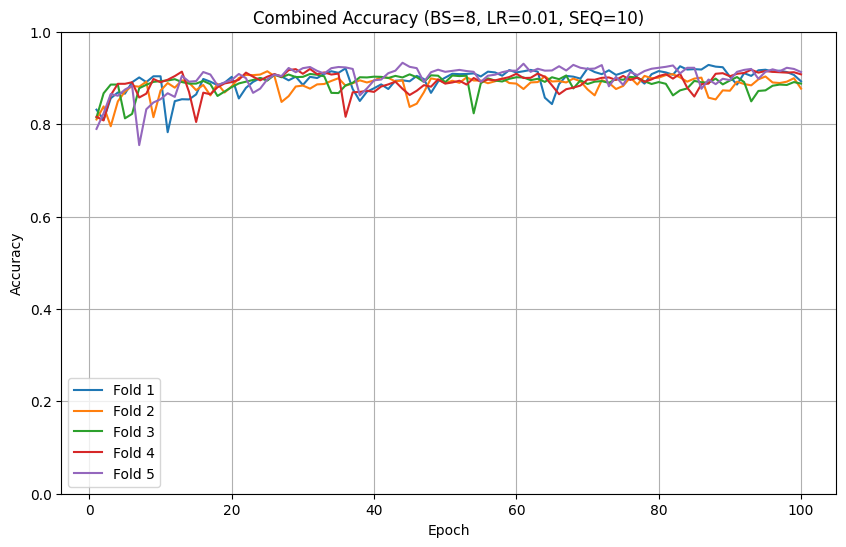 Combined Accuracy (BS=8, LR=0.01, SEQ=10)
1.0
0.8
0.6
0.4
0.2
0.0
Accuracy
Fold 1
Fold 2
Fold 3
Fold 4
Fold 5
0 20 40 60 80 100
Epoch